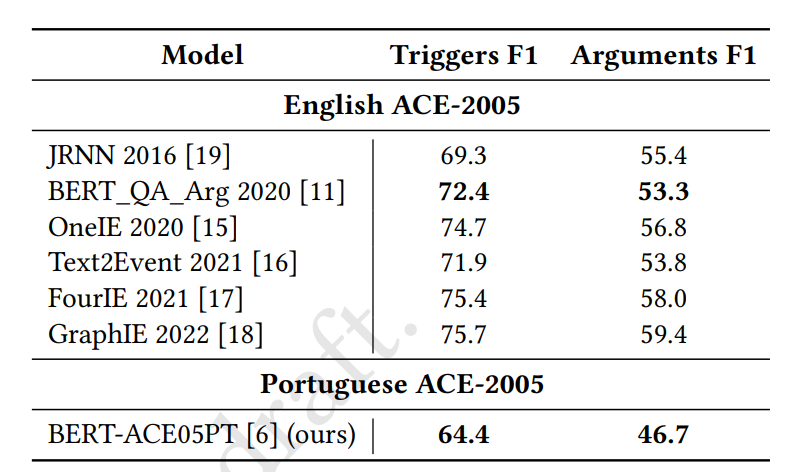 Model Triggers F1 Arguments F1
English ACE-2005
JRNN 2016 [19] 69.3 55.4
BERT_QA_Arg 2020 [11] 72.4 53.3
OneIE 2020 [15] 74.7 56.8
Text2Event 2021 [16] 71.9 53.8
FourIE 2021 [17] 75.4 58.0
GraphIE 2022 [18] 75.7 59.4
Portuguese ACE-2005
BERT-ACE05PT [6] (ours) 64.4 46.7
draft.